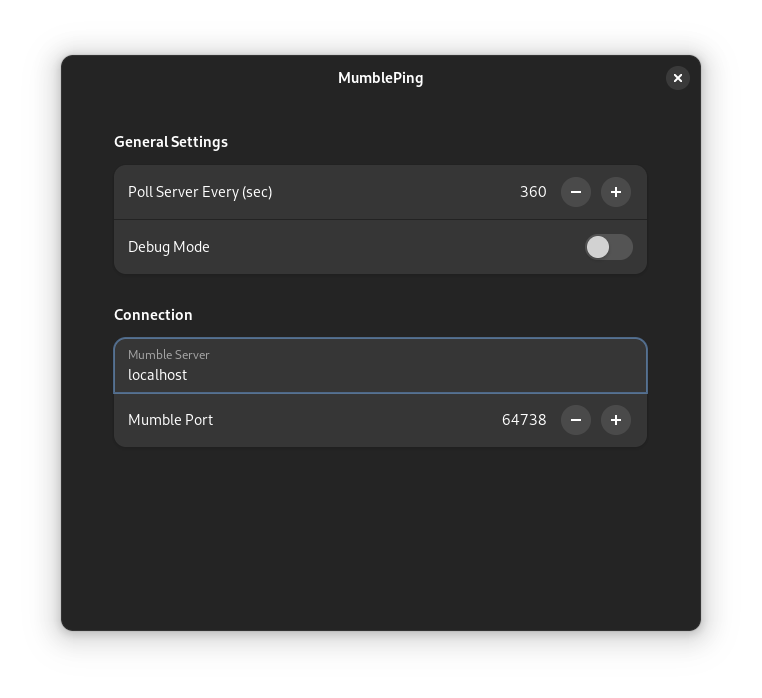 MumblePing
General Settings
Poll Server Every (sec) 360
Debug Mode
Connection
Mumble Server
localhost
Mumble Port 64738